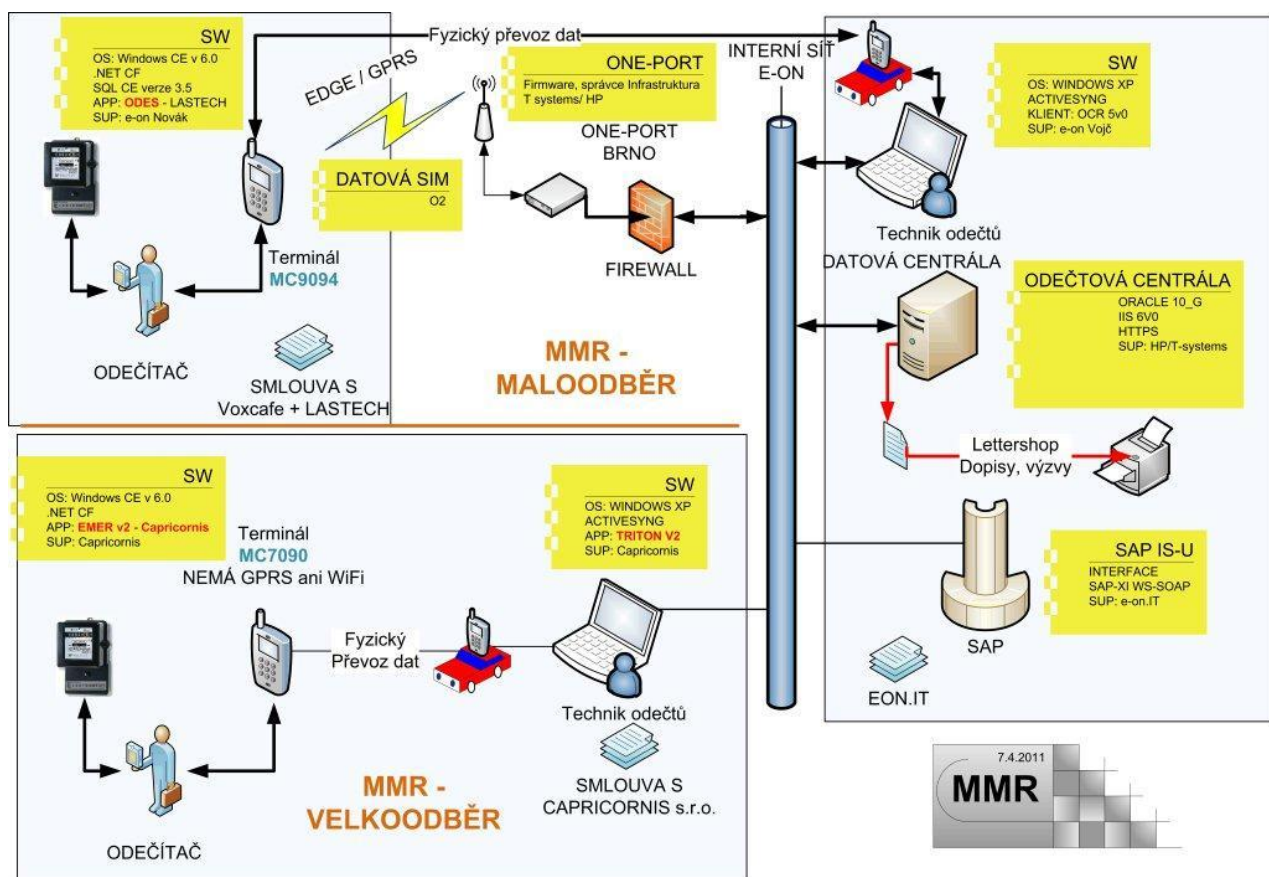 SW
OS: Windows CE v 6.0
.NET CF
SQL CE verze 3.5
APP: ODES - LASTECH
SUP: e-on Novák
Fyzický převoz dat
EDGE / GPRS
ONE-PORT
Firmware, správce Infrastruktura
T systems/ HP
INTERNÍ SÍŤ
E-ON
SW
OS: WINDOWS XP
ACTIVESYNG
KLIENT: OCR 5v0
SUP: e-on Vojč
ONE-PORT
BRNO
DATOVÁ SIM
O2
Terminál
MC9094
FIREWALL
Technik odečtů
DATOVÁ CENTRÁLA
ODEČÍTAČ
SMLOUVA S
Voxcafe + LASTECH
MMR -
MALOODBĚR
ODEČTOVÁ CENTRÁLA
ORACLE 10_G
IIS 6V0
HTTPS
SUP: HP/T-systems
Lettershop
Dopisy, výzvy
SW
OS: Windows CE v 6.0
.NET CF
APP: EMER v2 - Capricornis
SUP: Capricornis
Terminál
MC7090
NEMÁ GPRS ani WiFi
SW
OS: WINDOWS XP
ACTIVESYNG
APP: TRITON V2
SUP: Capricornis
Fyzický
Převoz dat
Technik odečtů
SAP IS-U
INTERFACE
SAP-XI WS-SOAP
SUP: e-on.IT
SAP
EON.IT
ODEČÍTAČ
MMR -
VELKOODBĚR
SMLOUVA S
CAPRICORNIS s.r.o.
7.4.2011
MMR